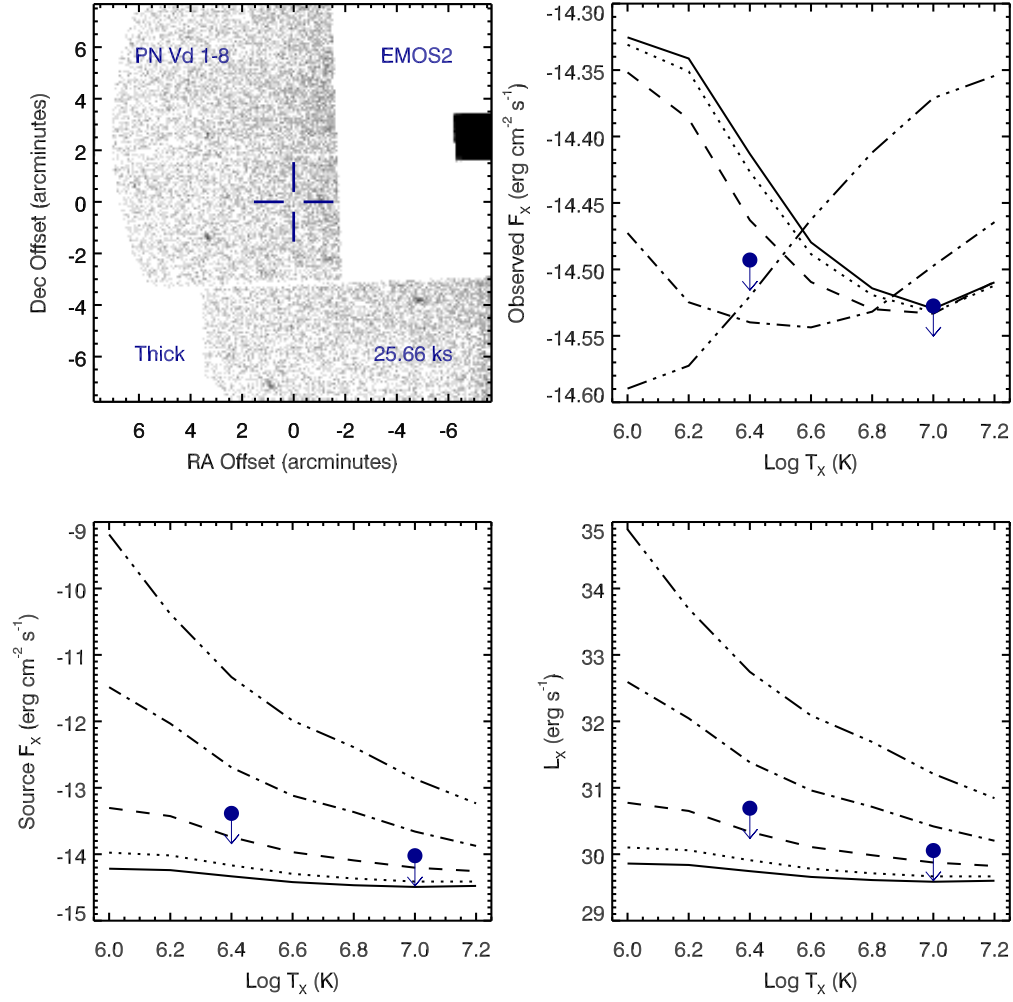 PN Vd 1-8
EMOS2
Thick
25.66 ks
6
4
2
0
-2
-4
-6
Dec Offset (arcminutes)
6 4 2 0 -2 -4 -6
RA Offset (arcminutes)
-14.30
-14.35
-14.40
-14.45
-14.50
-14.55
-14.60
Observed F_X (erg cm⁻² s⁻¹)
6.0 6.2 6.4 6.6 6.8 7.0 7.2
Log T_X (K)
-9
-10
-11
-12
-13
-14
-15
Source F_X (erg cm⁻² s⁻¹)
6.0 6.2 6.4 6.6 6.8 7.0 7.2
Log T_X (K)
35
34
33
32
31
30
29
L_X (erg s⁻¹)
6.0 6.2 6.4 6.6 6.8 7.0 7.2
Log T_X (K)